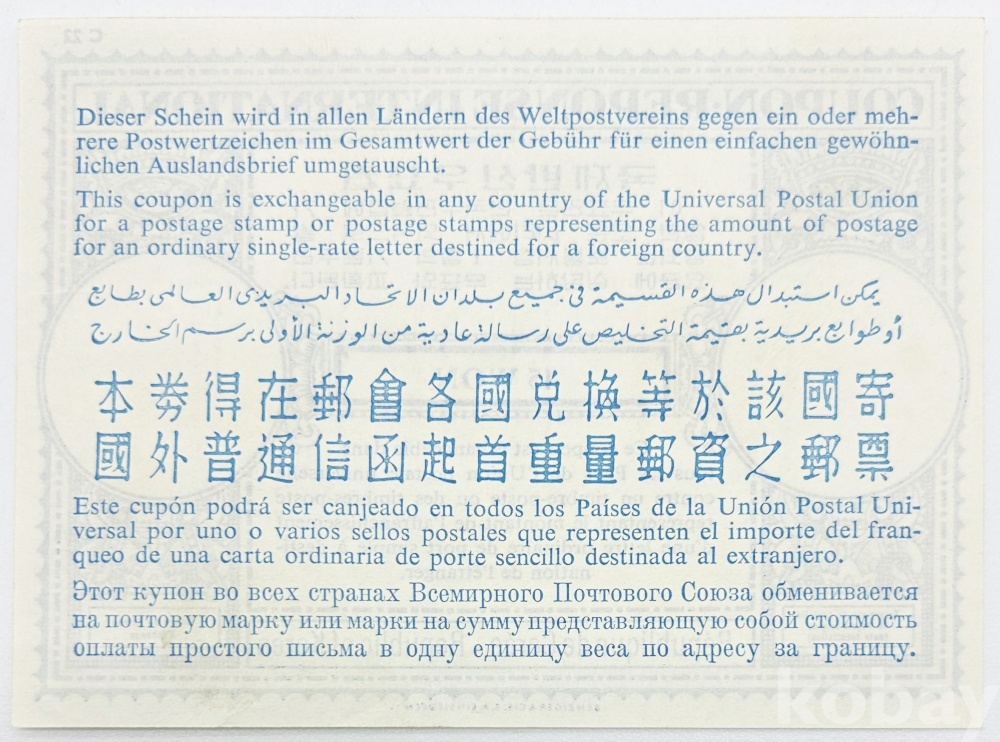 Dieser Schein wird in allen Ländern des Weltpostvereins gegen ein oder meh-
rere Postwertzeichen im Gesamtwert der Gebühr für einen einfachen gewöhn-
lichen Auslandsbrief umgetauscht.
This coupon is exchangeable in any country of the Universal Postal Union
for a postage stamp or postage stamps representing the amount of postage
for an ordinary single-rate letter destined for a foreign country.
يمكن استبدال هذه القسيمة في جميع بلدان الاتحاد البريدى العالمى بطابع
أو طوابع بريدية بقيمة التخليص على رسالة عادية من الوزنة الأولى برسم الخارج
本劵得在郵會各國兌換等於該國寄
國外普通信函起首重量郵資之郵票
Este cupón podrá ser canjeado en todos los Países de la Unión Postal Uni-
versal por uno o varios sellos postales que representen el importe del fran-
queo de una carta ordinaria de porte sencillo destinada al extranjero.
Этот купон во всех странах Всемирного Почтового Союза обменивается
на почтовую марку или марки на сумму представляющую собой стоимость
оплаты простого письма в одну единицу веса по адресу за границу.
kobay